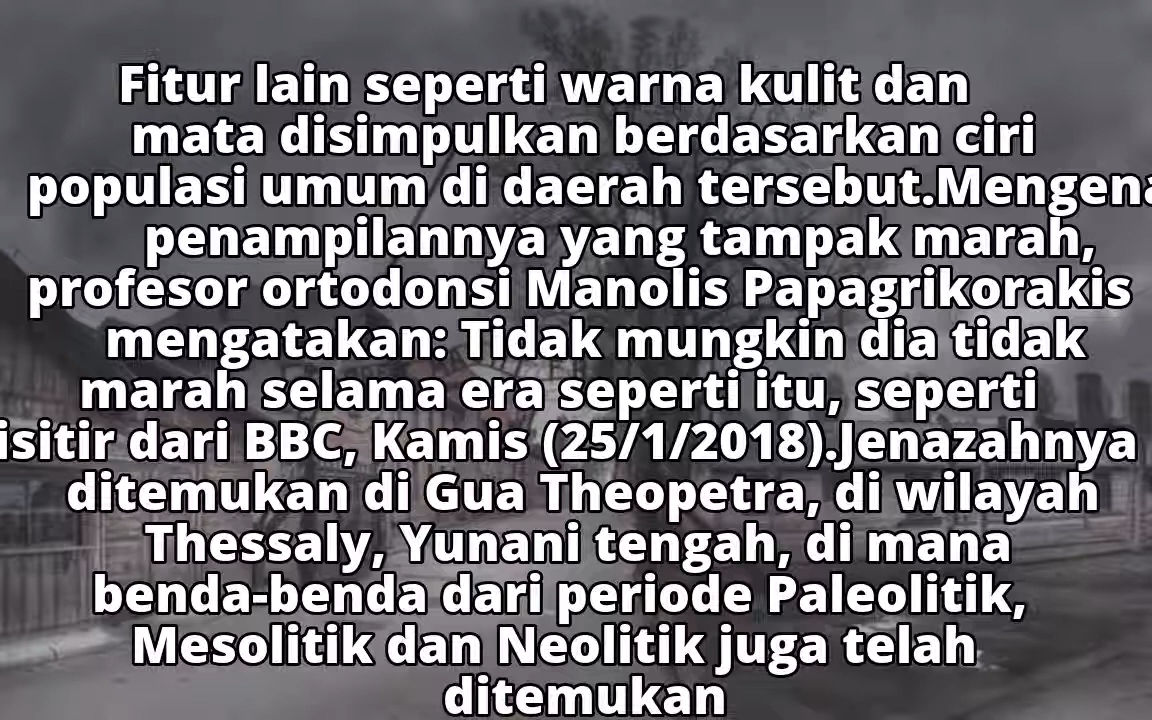 Fitur lain seperti warna kulit dan
mata disimpulkan berdasarkan ciri
populasi umum di daerah tersebut.Mengena
penampilannya yang tampak marah,
profesor ortodonsi Manolis Papagrikorakis
mengatakan: Tidak mungkin dia tidak
marah selama era seperti itu, seperti
isitir dari BBC, Kamis (25/1/2018).Jenazahnya
ditemukan di Gua Theopetra, di wilayah
Thessaly, Yunani tengah, di mana
benda-benda dari periode Paleolitik,
Mesolitik dan Neolitik juga telah
ditemukan